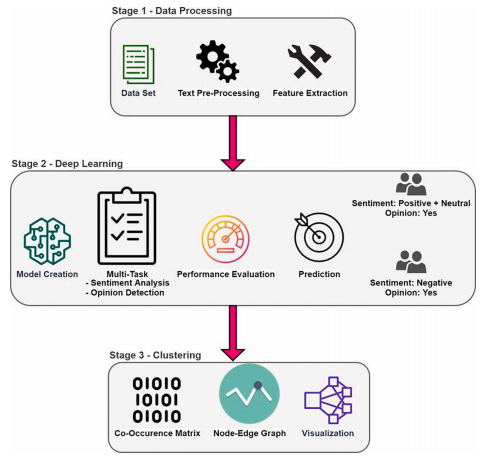 Stage 1 - Data Processing
Data Set
Text Pre-Processing
Feature Extraction
Stage 2 - Deep Learning
Sentiment: Positive + Neutral
Opinion: Yes
Model Creation
Multi-Task
- Sentiment Analysis
- Opinion Detection
Performance Evaluation
Prediction
Sentiment: Negative
Opinion: Yes
Stage 3 - Clustering
01010
10101
01010
Co-Occurence Matrix
Node-Edge Graph
Visualization